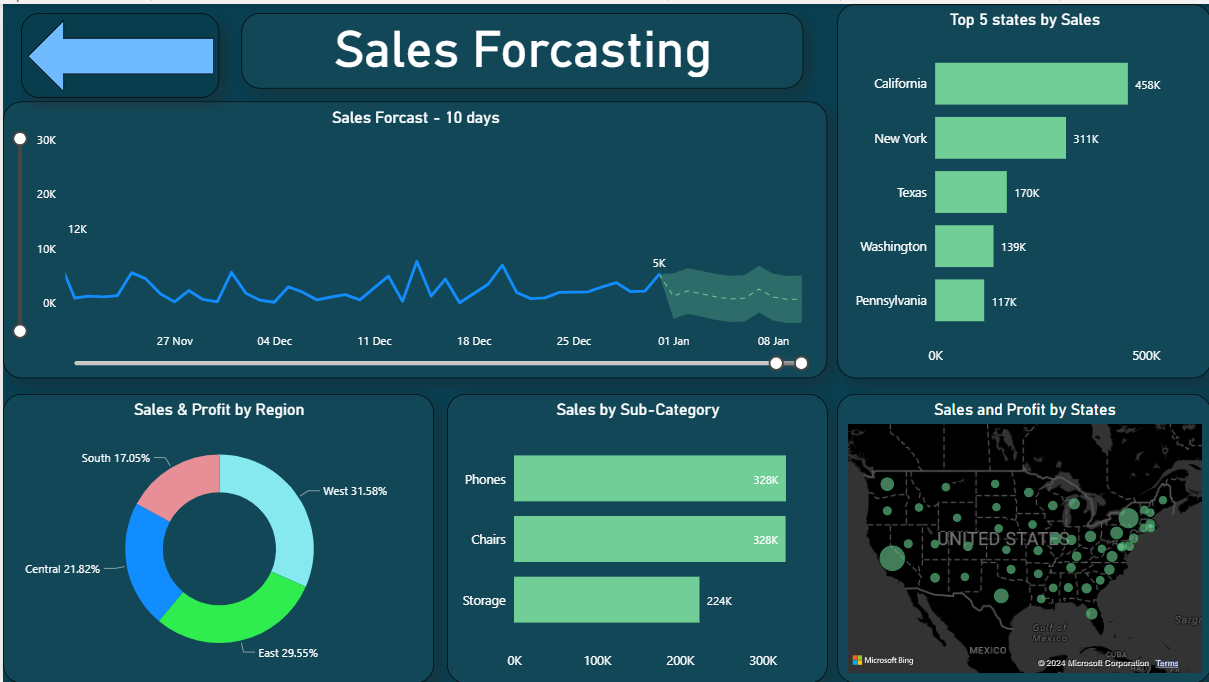 Sales Forcasting
Sales Forcast - 10 days
30K
20K
12K
10K
5K
0K
27 Nov 04 Dec 11 Dec 18 Dec 25 Dec 01 Jan 08 Jan
Top 5 states by Sales
California 458K
New York 311K
Texas 170K
Washington 139K
Pennsylvania 117K
0K 500K
Sales & Profit by Region
South 17.05%
West 31.58%
Central 21.82%
East 29.55%
Sales by Sub-Category
Phones 328K
Chairs 328K
Storage 224K
0K 100K 200K 300K
Sales and Profit by States
UNITED STATES
Gulf of
Mexico
MEXICO
CUBA
Microsoft Bing
© 2024 Microsoft Corporation Terms